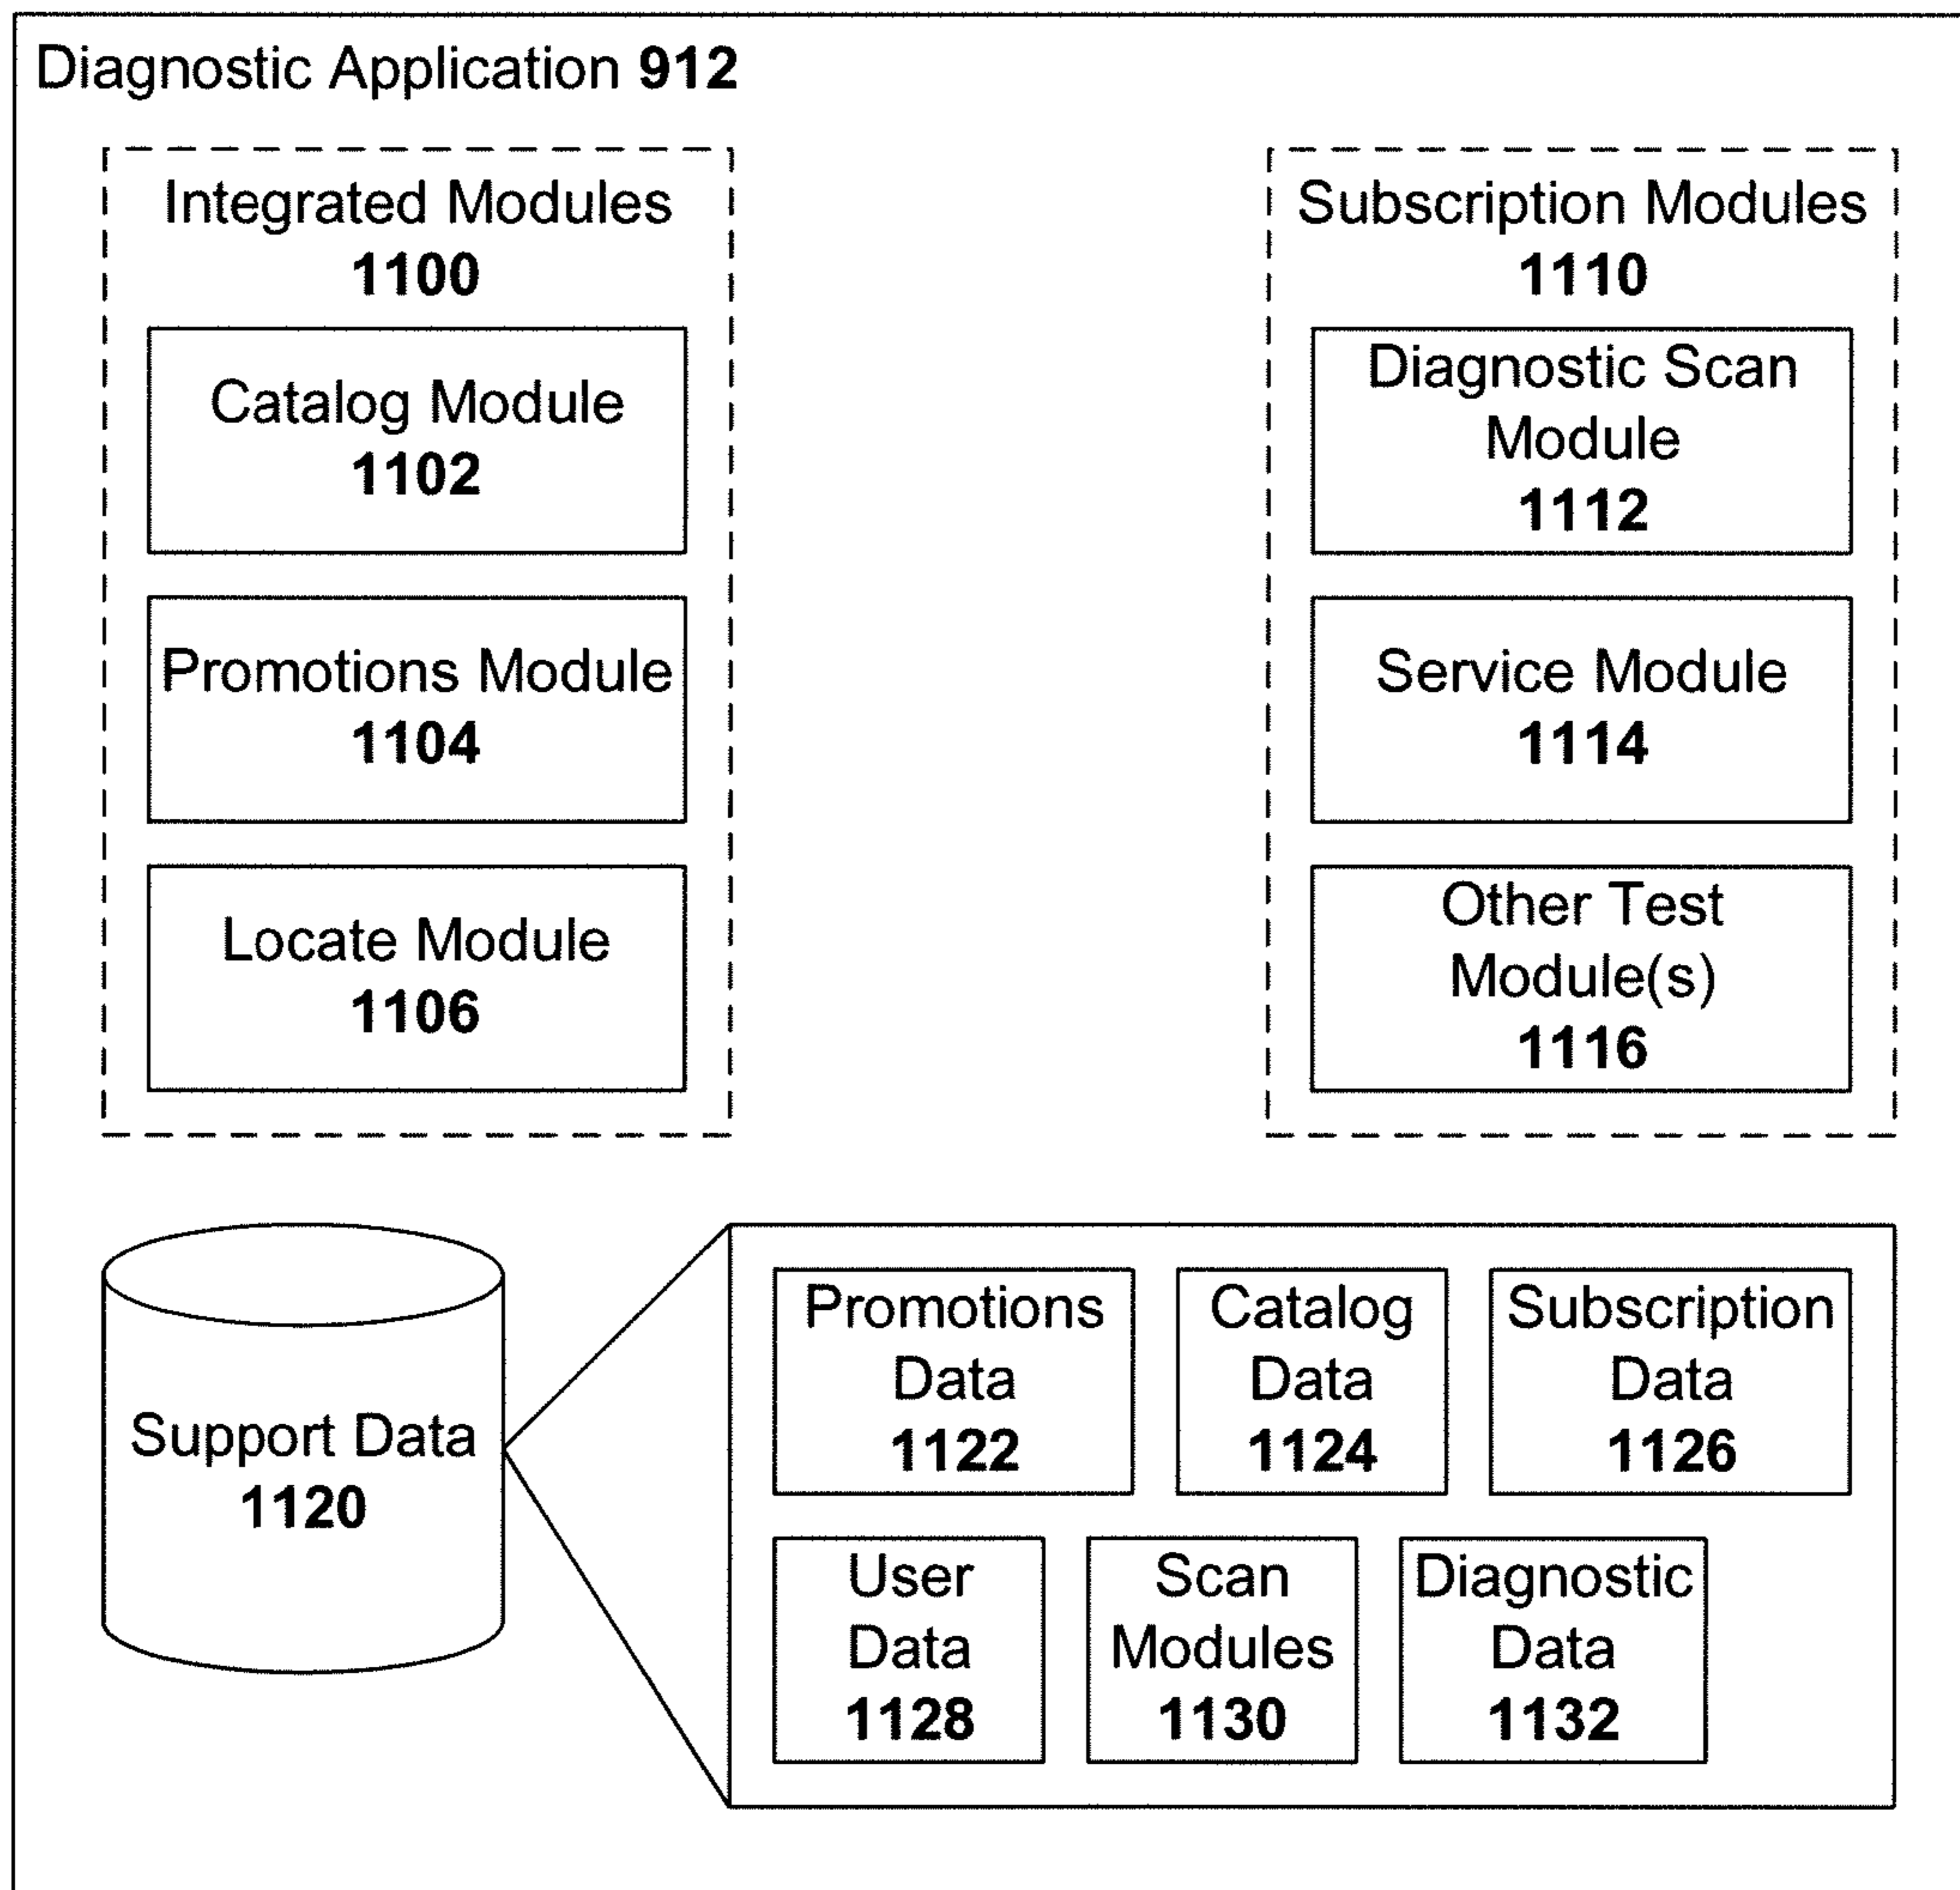 Diagnostic Application 912
Integrated Modules
1100
Catalog Module
1102
Promotions Module
1104
Locate Module
1106
Subscription Modules
1110
Diagnostic Scan
Module
1112
Service Module
1114
Other Test
Module(s)
1116
Support Data
1120
Promotions
Data
1122
Catalog
Data
1124
Subscription
Data
1126
User
Data
1128
Scan
Modules
1130
Diagnostic
Data
1132